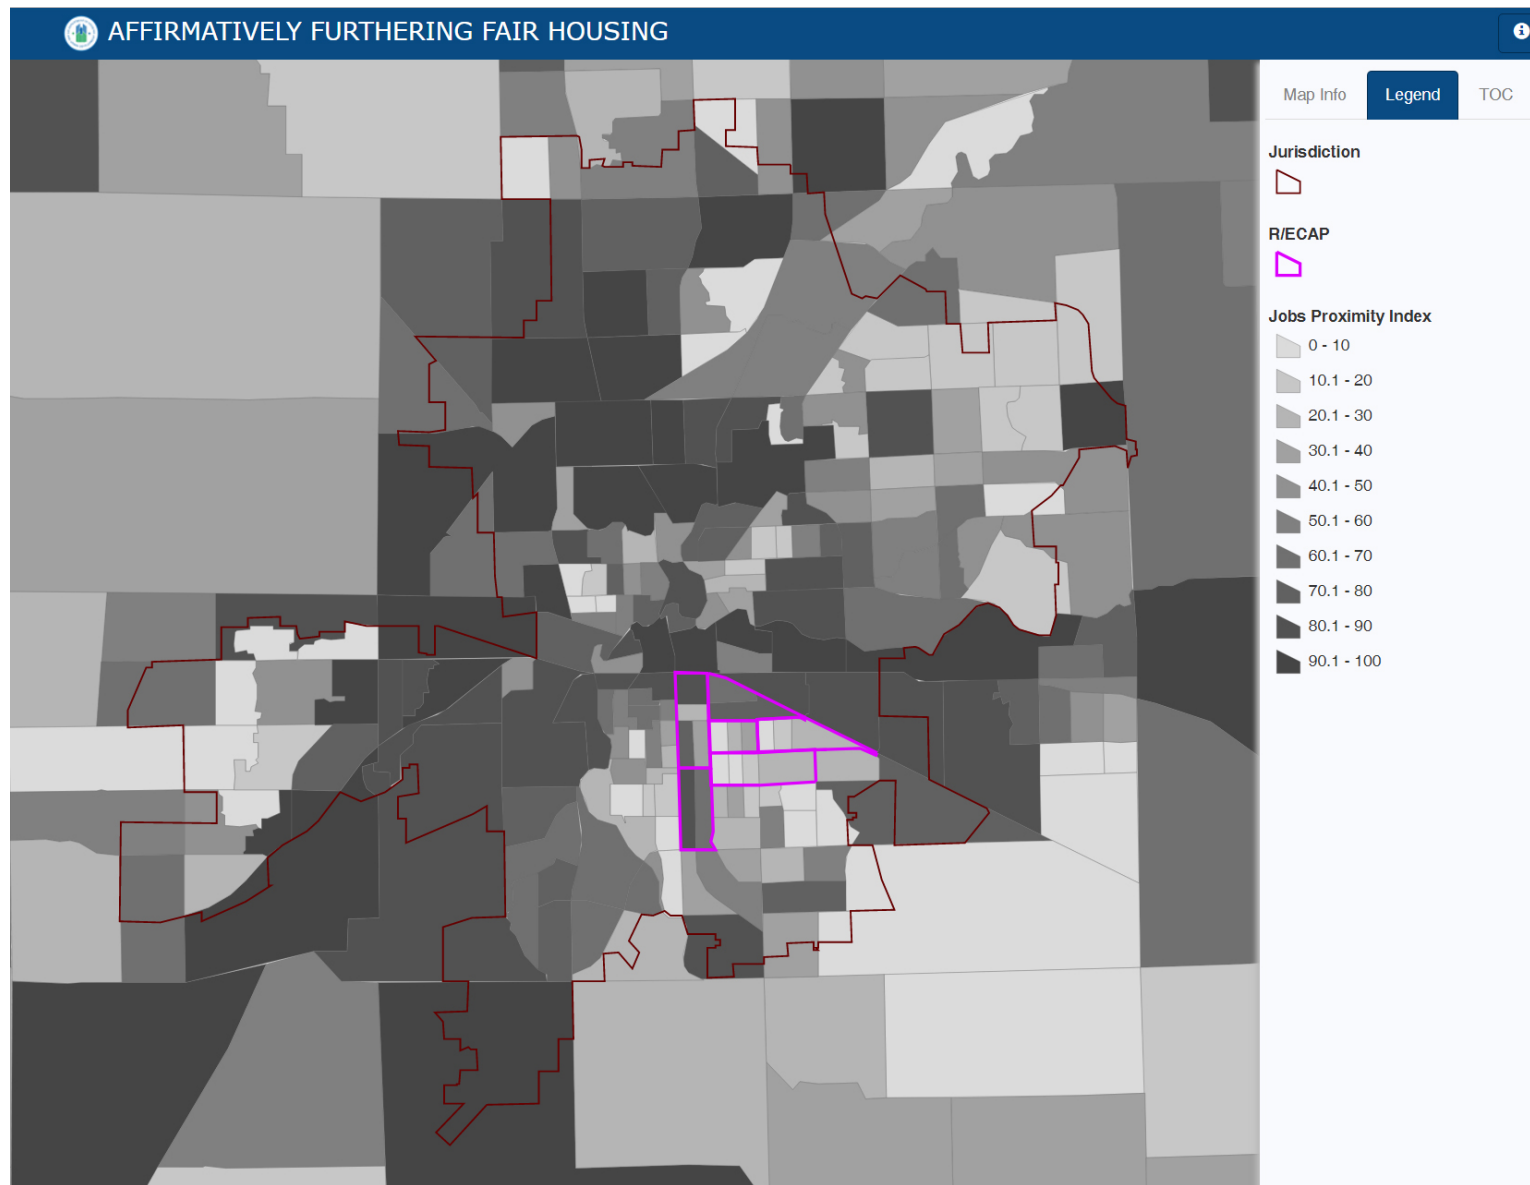 AFFIRMATIVELY FURTHERING FAIR HOUSING
Map Info Legend TOC
Jurisdiction
R/ECAP
Jobs Proximity Index
0 - 10
10.1 - 20
20.1 - 30
30.1 - 40
40.1 - 50
50.1 - 60
60.1 - 70
70.1 - 80
80.1 - 90
90.1 - 100